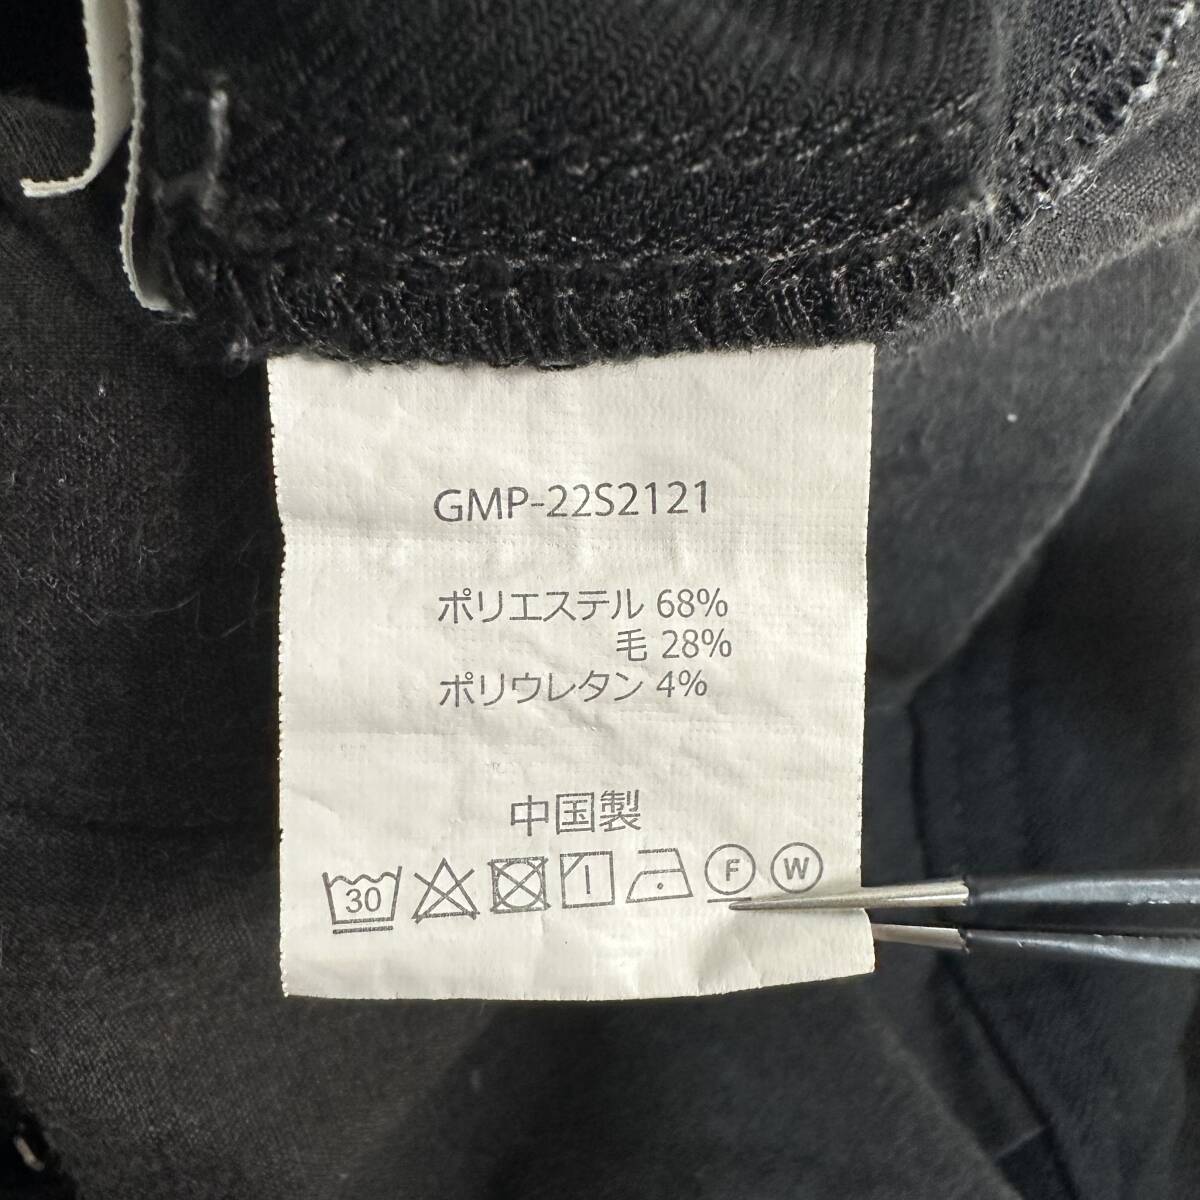 GMP-22S2121
ポリエステル 68%
毛 28%
ポリウレタン 4%
中国製
30 F W